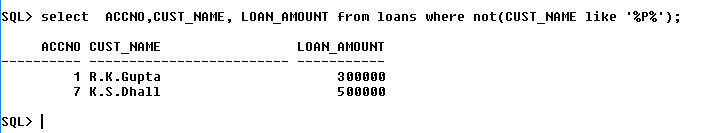 SQL> select  ACCNO,CUST_NAME, LOAN_AMOUNT from loans where not(CUST_NAME like '%P%');
ACCNO CUST_NAME LOAN_AMOUNT
---------- ------------------------- -----------
1 R.K.Gupta 300000
7 K.S.Dhall 500000
SQL>